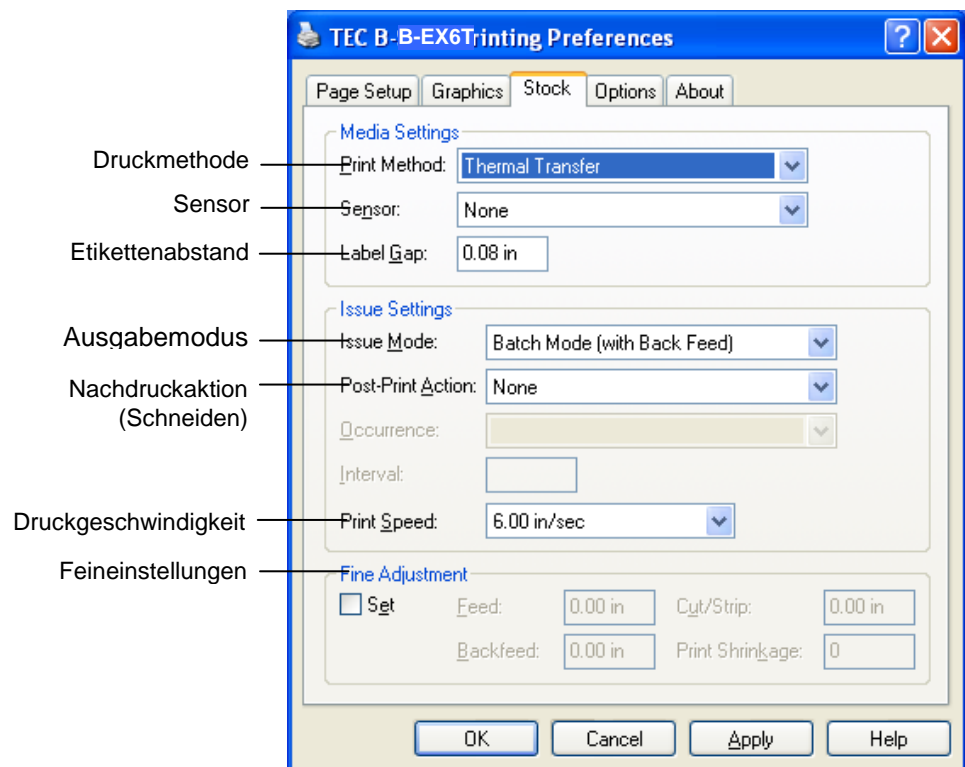 TEC B-B-EX6Trinting Preferences
Page Setup Graphics Stock Options About
Media Settings
Druckmethode Print Method: Thermal Transfer
Sensor Sensor: None
Etikettenabstand Label Gap: 0.08 in
Issue Settings
Ausgabemodus Issue Mode: Batch Mode (with Back Feed)
Nachdruckaktion Post-Print Action: None
(Schneiden)
Occurrence:
Interval:
Druckgeschwindigkeit Print Speed: 6.00 in/sec
Feineinstellungen Fine Adjustment
Set Feed: 0.00 in Cut/Strip: 0.00 in
Backfeed: 0.00 in Print Shrinkage: 0
OK Cancel Apply Help